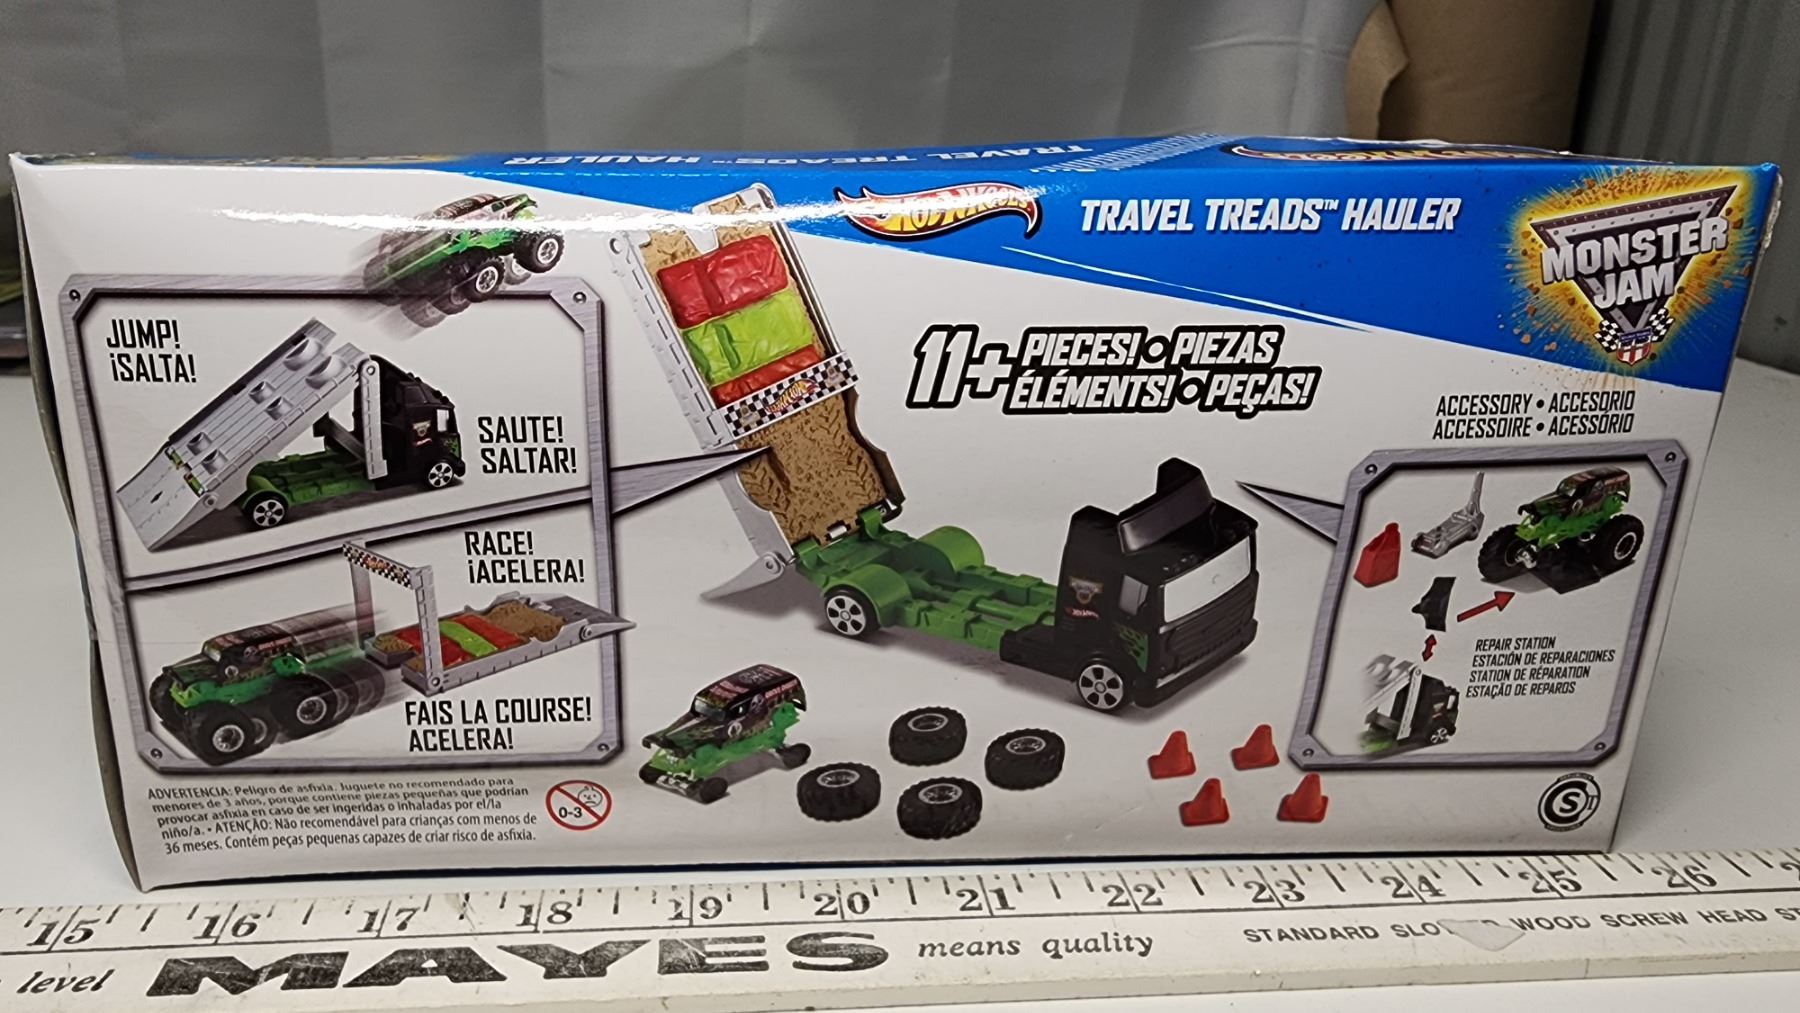 TRAVEL TREADS™ HAULER
Hot Wheels
TRAVEL TREADS™ HAULER
MONSTER
JAM
JUMP!
¡SALTA!
SAUTE!
SALTAR!
11+ PIECES! • PIEZAS
ÉLÉMENTS! • PEÇAS!
ACCESSORY • ACCESORIO
ACCESSOIRE • ACESSÓRIO
RACE!
¡ACELERA!
FAIS LA COURSE!
ACELERA!
REPAIR STATION
ESTACIÓN DE REPARACIONES
STATION DE RÉPARATION
ESTAÇÃO DE REPAROS
ADVERTENCIA: Peligro de asfixia. Juguete no recomendado para
menores de 3 años, porque contiene piezas pequeñas que podrían
provocar asfixia en caso de ser ingeridas o inhaladas por el/la
niño/a. • ATENÇÃO: Não recomendável para crianças com menos de
36 meses. Contém peças pequenas capazes de criar risco de asfixia.
0-3
S
15 16 17 18 19 20 21 22 23 24 25 26
level MAYES means quality STANDARD WOOD SCREW HEAD